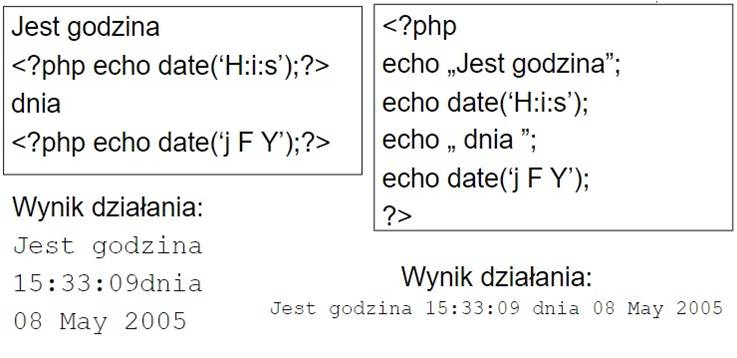 Jest godzina
<?php echo date(‘H:i:s’);?>
dnia
<?php echo date(‘j F Y’);?>
Wynik działania:
Jest godzina
15:33:09dnia
08 May 2005
<?php
echo „Jest godzina”;
echo date(‘H:i:s’);
echo „ dnia ”;
echo date(‘j F Y’);
?>
Wynik działania:
Jest godzina 15:33:09 dnia 08 May 2005